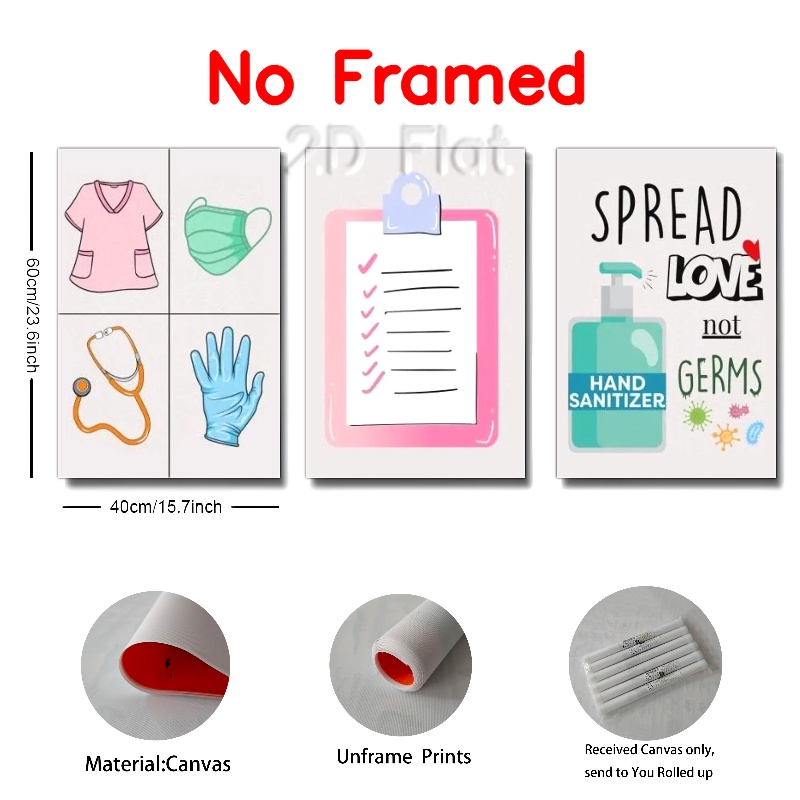 No Framed
2D Flat
60cm/23.6inch
40cm/15.7inch
SPREAD
LOVE
not
GERMS
HAND
SANITIZER
Material:Canvas
Unframe Prints
Received Canvas only,
send to You Rolled up